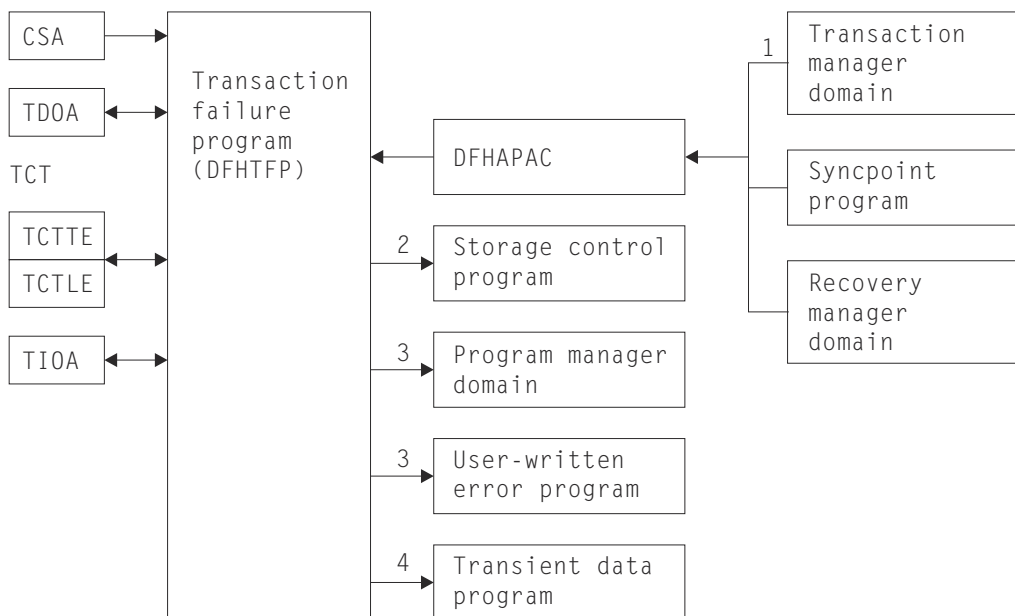 CSA
TDOA
TCT
TCTTE
TCTLE
TIOA
Transaction
failure
program
(DFHTFP)
DFHAPAC
2
Storage control
program
3
Program manager
domain
3
User-written
error program
4
Transient data
program
1
Transaction
manager
domain
Syncpoint
program
Recovery
manager
domain